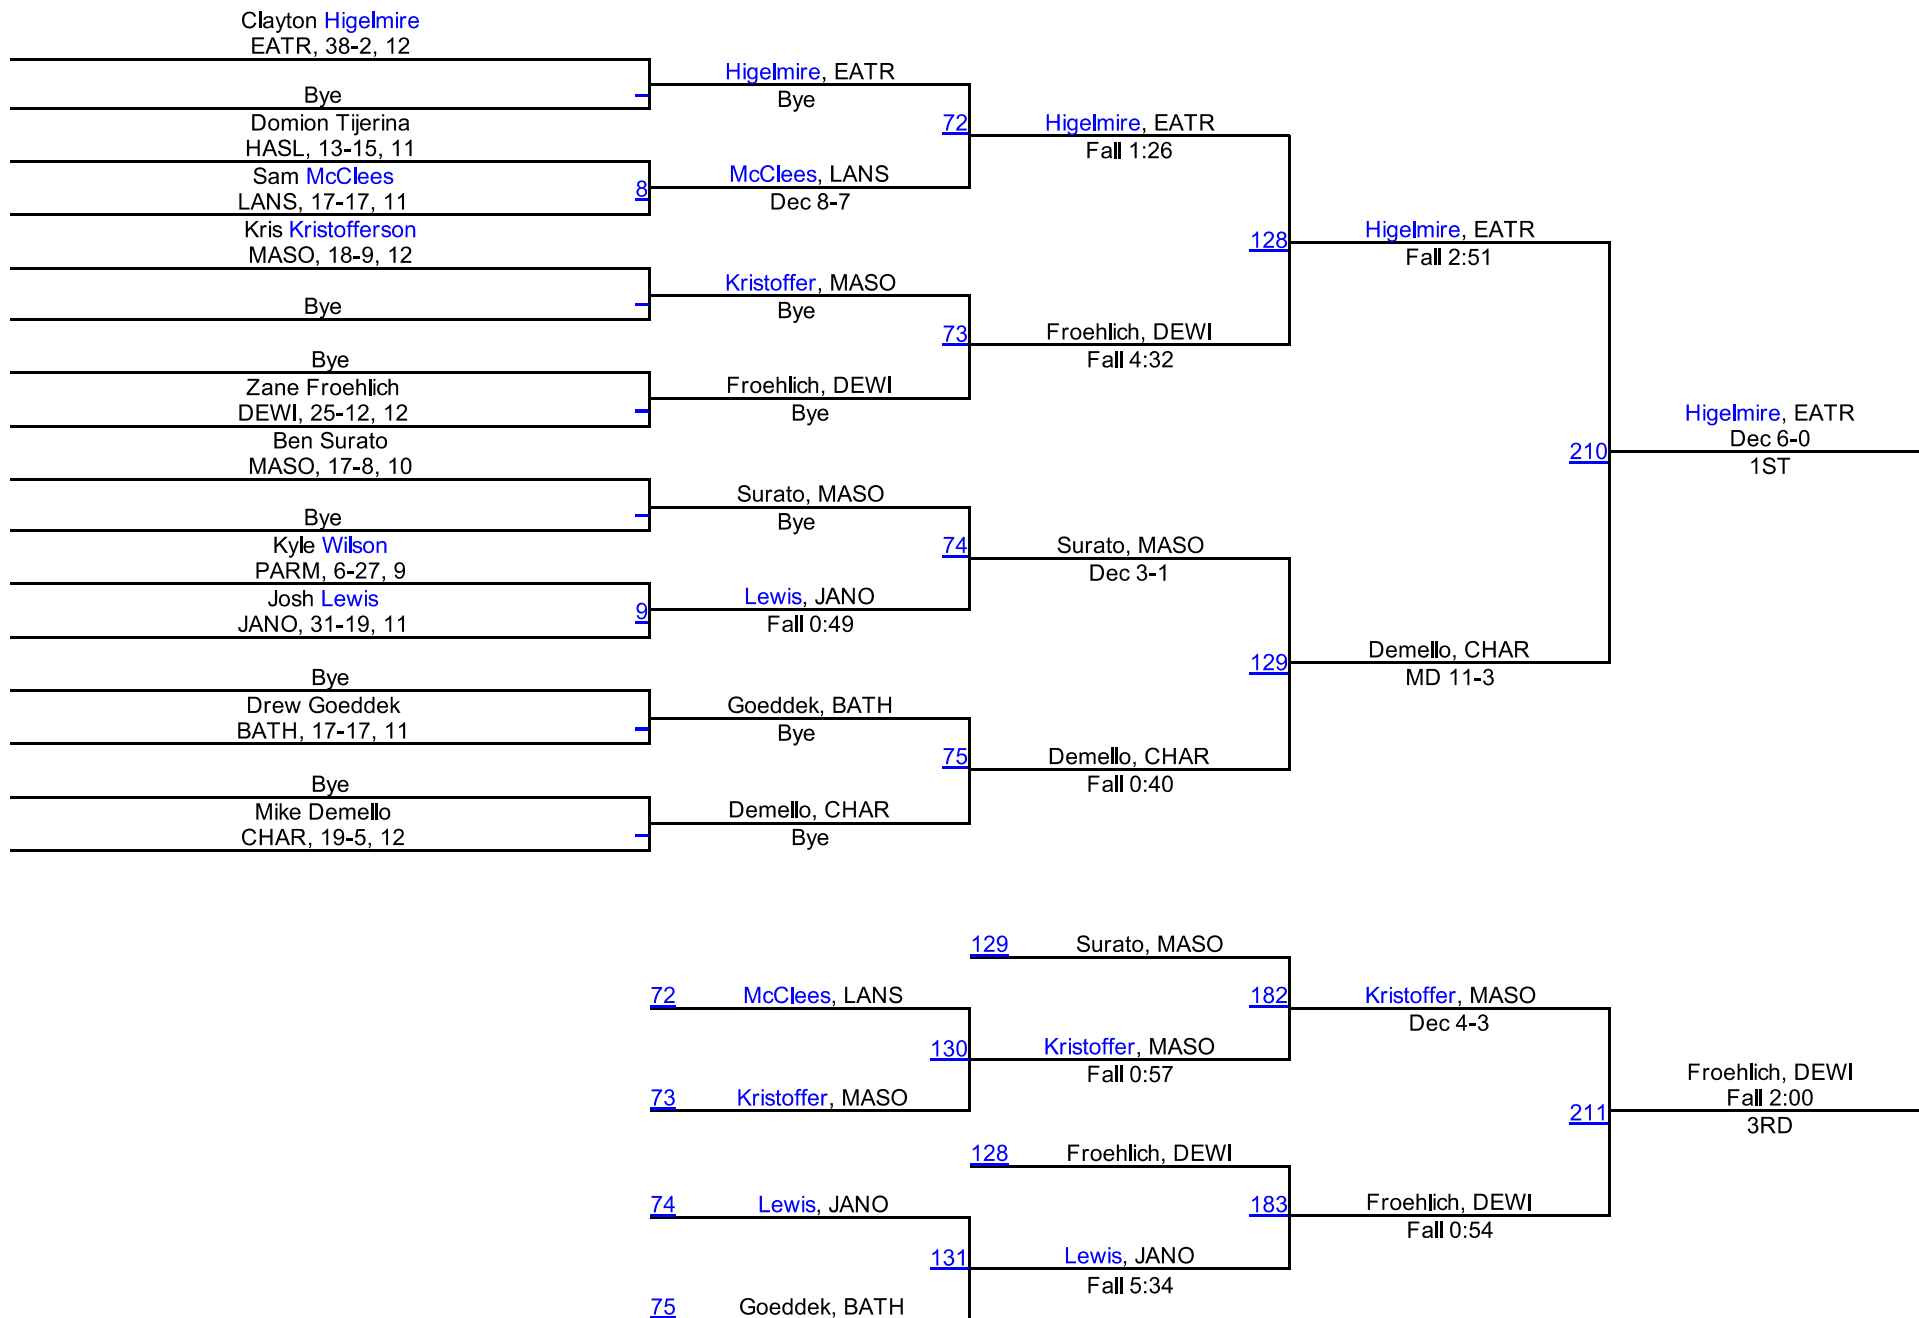 Clayton Higelmire
EATR, 38-2, 12
Bye
Domion Tijerina
HASL, 13-15, 11
Sam McClees
LANS, 17-17, 11
8
Kris Kristofferson
MASO, 18-9, 12
Bye
Bye
Zane Froehlich
DEWI, 25-12, 12
Ben Surato
MASO, 17-8, 10
Bye
Kyle Wilson
PARM, 6-27, 9
Josh Lewis
JANO, 31-19, 11
9
Bye
Drew Goeddek
BATH, 17-17, 11
Bye
Mike Demello
CHAR, 19-5, 12
Higelmire, EATR
Bye
72
McClees, LANS
Dec 8-7
Kristoffer, MASO
Bye
73
Froehlich, DEWI
Bye
Surato, MASO
Bye
74
Lewis, JANO
Fall 0:49
Goeddek, BATH
Bye
75
Demello, CHAR
Bye
Higelmire, EATR
Fall 1:26
128
Froehlich, DEWI
Fall 4:32
Surato, MASO
Dec 3-1
129
Demello, CHAR
Fall 0:40
Higelmire, EATR
Fall 2:51
210
Demello, CHAR
MD 11-3
Higelmire, EATR
Dec 6-0
1ST
129 Surato, MASO
72 McClees, LANS
182
Kristoffer, MASO
Dec 4-3
130
Kristoffer, MASO
Fall 0:57
73 Kristoffer, MASO
211
Froehlich, DEWI
Fall 2:00
3RD
128 Froehlich, DEWI
74 Lewis, JANO
183
Froehlich, DEWI
Fall 0:54
131
Lewis, JANO
Fall 5:34
75 Goeddek, BATH